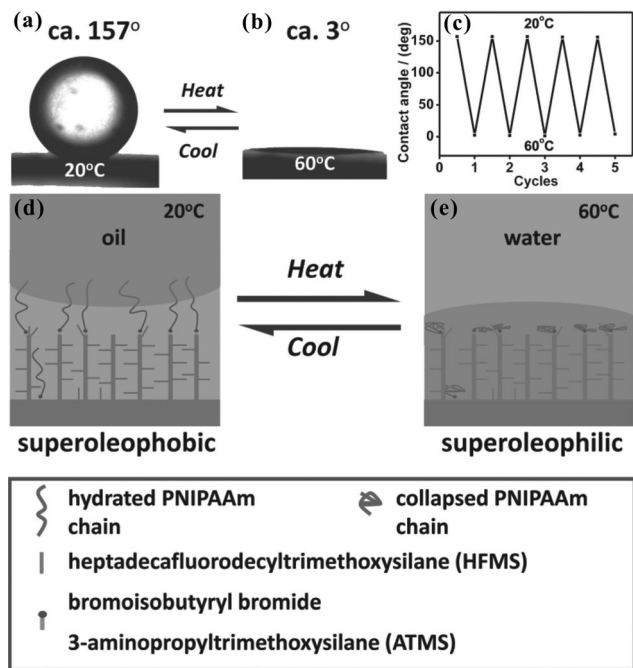 (a)
ca. 157°
20°C
Heat
Cool
(b)
ca. 3°
60°C
(c)
Contact angle / (deg)
150
100
50
0
20°C
60°C
1 2 3 4 5
Cycles
(d)
20°C
oil
superoleophobic
Heat
Cool
(e)
60°C
water
superoleophilic
hydrated PNIPAAm
chain
collapsed PNIPAAm
chain
heptadecafluorodecyltrimethoxysilane (HFMS)
bromoisobutyryl bromide
3-aminopropyltrimethoxysilane (ATMS)